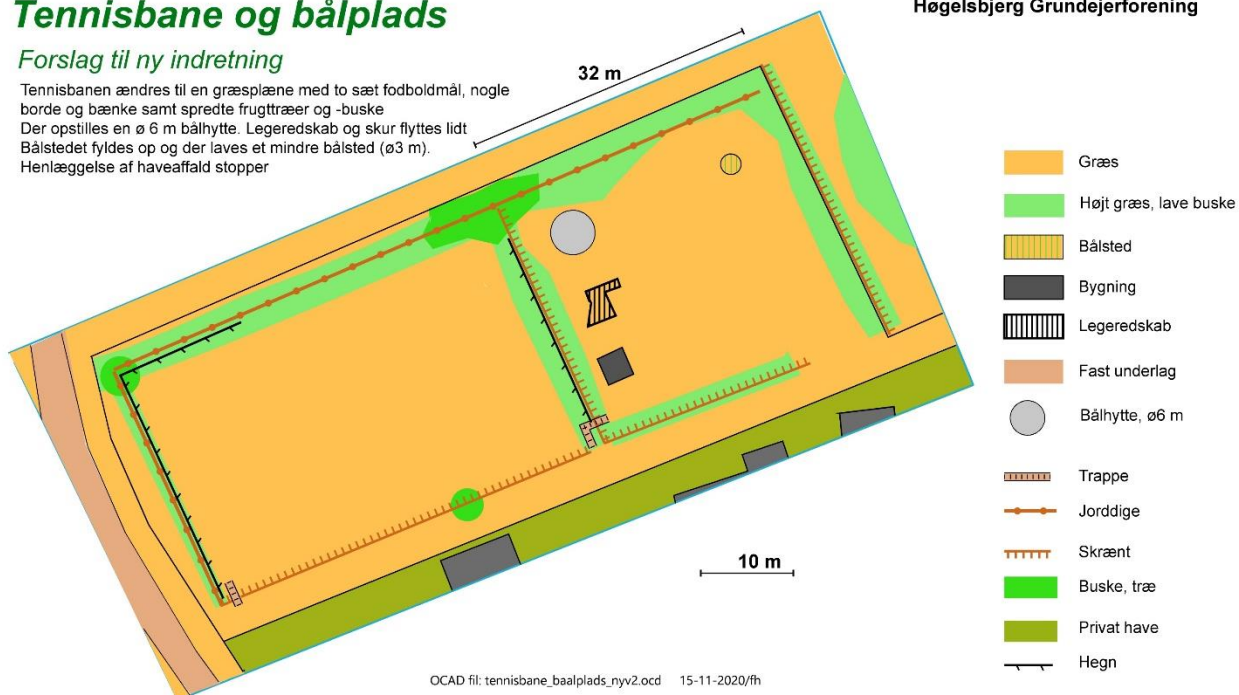 Tennisbane og bålplads
Høgelsbjerg Grundejerforening
Forslag til ny indretning
Tennisbanen ændres til en græsplæne med to sæt fodboldmål, nogle
borde og bænke samt spredte frugttræer og -buske
Der opstilles en ø 6 m bålhytte. Legeredskab og skur flyttes lidt
Bålstedet fyldes op og der laves et mindre bålsted (ø3 m).
Henlæggelse af haveaffald stopper
32 m
Græs
Højt græs, lave buske
Bålsted
Bygning
Legeredskab
Fast underlag
Bålhytte, ø6 m
Trappe
Jorddige
Skrænt
Buske, træ
Privat have
Hegn
10 m
OCAD fil: tennisbane_baalplads_nyv2.ocd 15-11-2020/fh